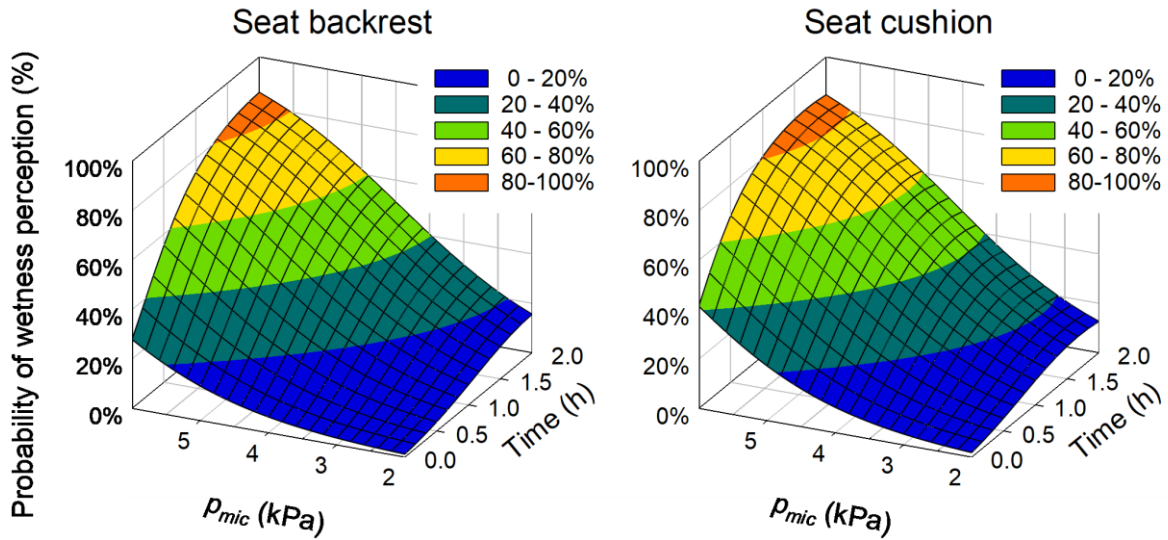 Seat backrest
Probability of wetness perception (%)
0 - 20%
20 - 40%
40 - 60%
60 - 80%
80-100%
100%
80%
60%
40%
20%
0%
5
4
3
2
p_mic (kPa)
0.0
0.5
1.0
1.5
2.0
Time (h)
Seat cushion
0 - 20%
20 - 40%
40 - 60%
60 - 80%
80-100%
100%
80%
60%
40%
20%
0%
5
4
3
2
p_mic (kPa)
0.0
0.5
1.0
1.5
2.0
Time (h)